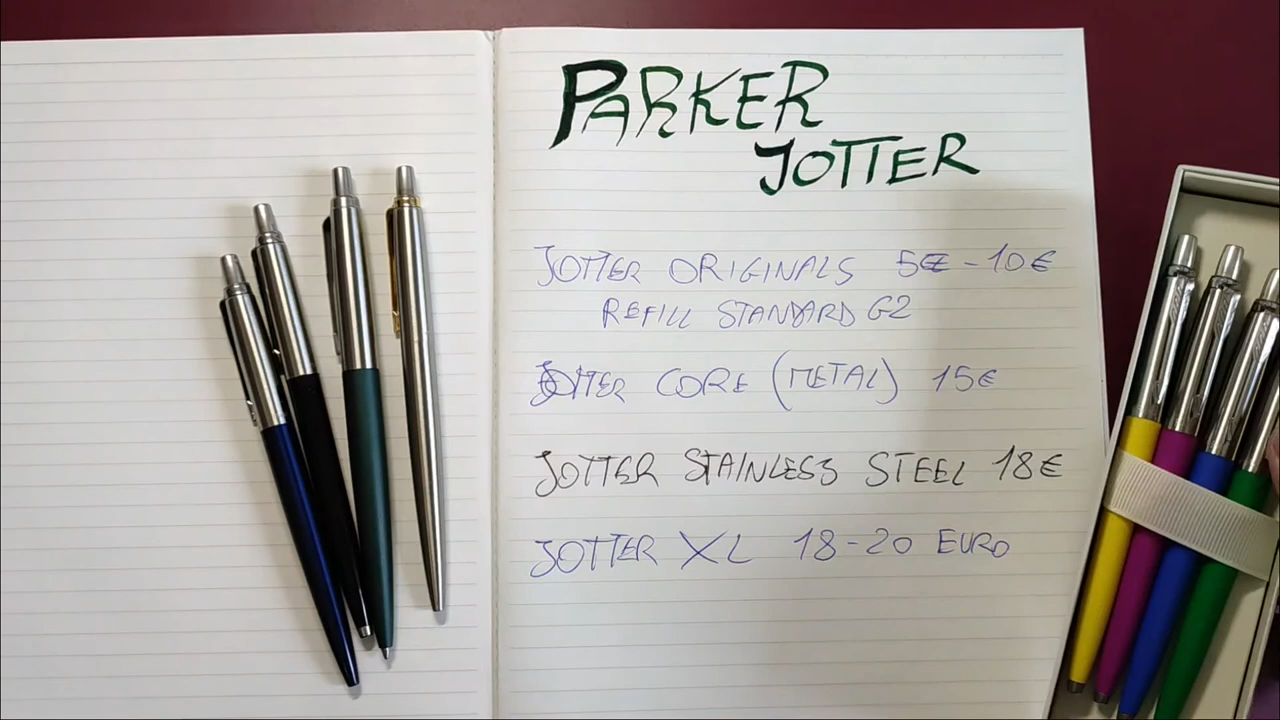 PARKER
JOTTER
JOTTER ORIGINALS 5€ - 10€
REFILL STANDARD G2
JOTTER CORE (METAL) 15€
JOTTER STAINLESS STEEL 18€
JOTTER XL 18-20 EURO